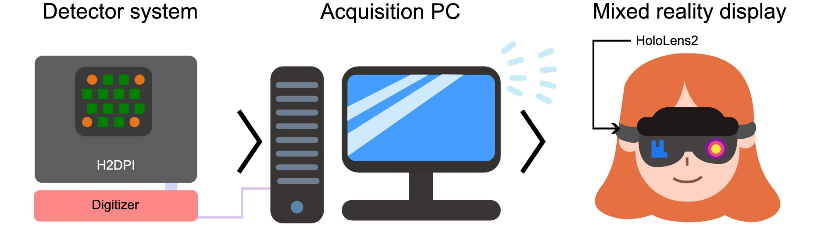 Detector system
Acquisition PC
Mixed reality display
HoloLens2
H2DPI
Digitizer